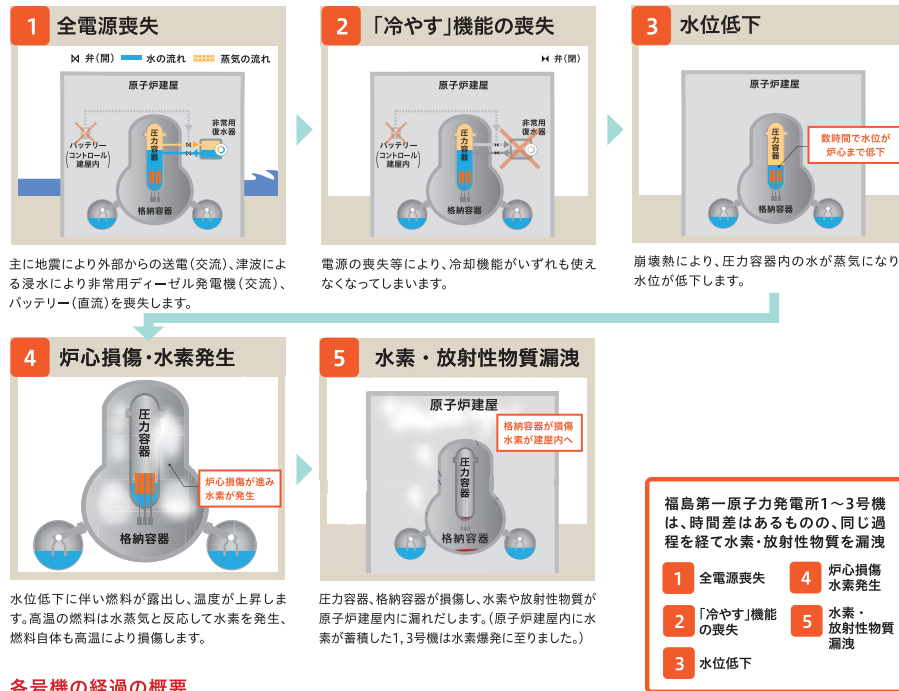 1 全電源喪失
弁(開) 水の流れ 蒸気の流れ
原子炉建屋
バッテリー
(コントロール
建屋内)
圧力容器
非常用
復水器
格納容器
主に地震により外部からの送電(交流)、津波によ
る浸水により非常用ディーゼル発電機(交流)、
バッテリー(直流)を喪失します。
2 「冷やす」機能の喪失
弁(閉)
原子炉建屋
バッテリー
(コントロール
建屋内)
圧力容器
非常用
復水器
格納容器
電源の喪失等により、冷却機能がいずれも使え
なくなってしまいます。
3 水位低下
原子炉建屋
圧力容器
数時間で水位が
炉心まで低下
格納容器
崩壊熱により、圧力容器内の水が蒸気になり
水位が低下します。
4 炉心損傷・水素発生
圧力容器
炉心損傷が進み
水素が発生
格納容器
水位低下に伴い燃料が露出し、温度が上昇しま
す。高温の燃料は水蒸気と反応して水素を発生、
燃料自体も高温により損傷します。
5 水素・放射性物質漏洩
原子炉建屋
格納容器が損傷
水素が建屋内へ
圧力容器
格納容器
圧力容器、格納容器が損傷し、水素や放射性物質が
原子炉建屋内に漏れだします。(原子炉建屋内に水
素が蓄積した1,3号機は水素爆発に至りました。)
福島第一原子力発電所1～3号機
は、時間差はあるものの、同じ過
程を経て水素・放射性物質を漏洩
1 全電源喪失
2 「冷やす」機能
の喪失
3 水位低下
4 炉心損傷
水素発生
5 水素・
放射性物質
漏洩
各号機の経過の概要